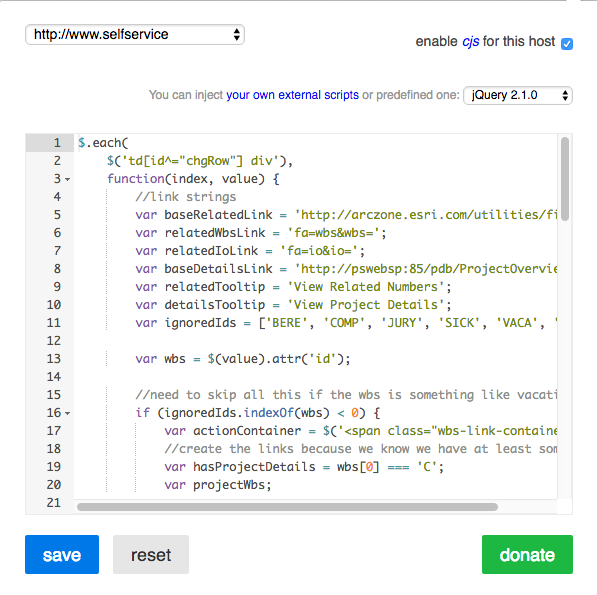 http://www.selfservice
enable cjs for this host
You can inject your own external scripts or predefined one: jQuery 2.1.0
1 $.each(
2 $('td[id^="chgRow"] div'),
3 function(index, value) {
4 //link strings
5 var baseRelatedLink = 'http://arczone.esri.com/utilities/fi
6 var relatedWbsLink = 'fa=wbs&wbs=';
7 var relatedIoLink = 'fa=io&io=';
8 var baseDetailsLink = 'http://pswebsp:85/pdb/ProjectOvervie
9 var relatedTooltip = 'View Related Numbers';
10 var detailsTooltip = 'View Project Details';
11 var ignoredIds = ['BERE', 'COMP', 'JURY', 'SICK', 'VACA', '
12
13 var wbs = $(value).attr('id');
14
15 //need to skip all this if the wbs is something like vacati
16 if (ignoredIds.indexOf(wbs) < 0) {
17 var actionContainer = $('<span class="wbs-link-containe
18 //create the links because we know we have at least som
19 var hasProjectDetails = wbs[0] === 'C';
20 var projectWbs;
21
save reset donate